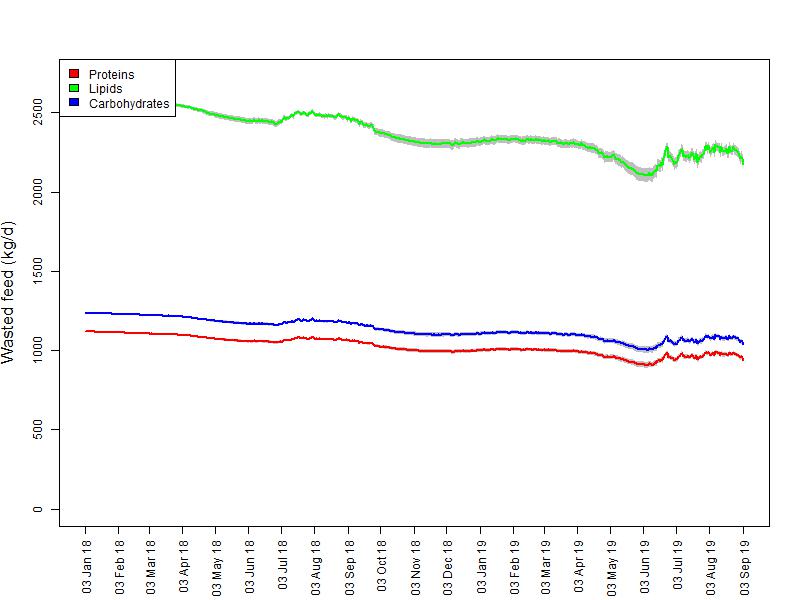 Proteins
Lipids
Carbohydrates
Wasted feed (kg/d)
2500
2000
1500
1000
500
0
03 Jan 18
03 Feb 18
03 Mar 18
03 Apr 18
03 May 18
03 Jun 18
03 Jul 18
03 Aug 18
03 Sep 18
03 Oct 18
03 Nov 18
03 Dec 18
03 Jan 19
03 Feb 19
03 Mar 19
03 Apr 19
03 May 19
03 Jun 19
03 Jul 19
03 Aug 19
03 Sep 19